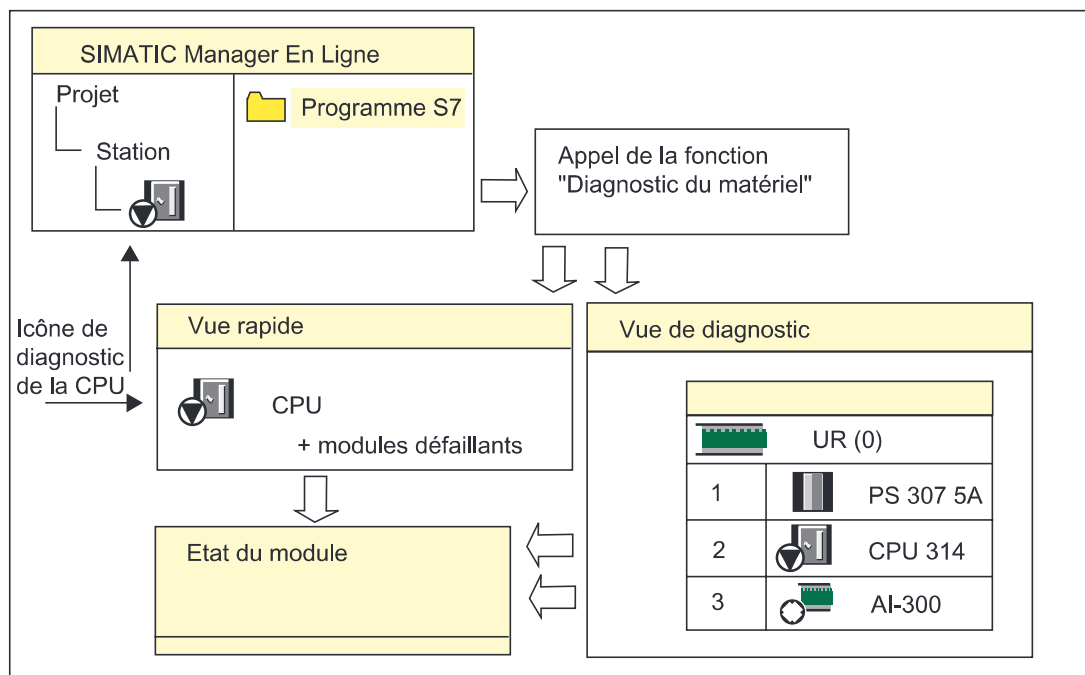 SIMATIC Manager En Ligne
Projet
Programme S7
Station
Appel de la fonction
"Diagnostic du matériel"
Icône de
diagnostic
de la CPU
Vue rapide
CPU
+ modules défaillants
Vue de diagnostic
UR (0)
1 PS 307 5A
2 CPU 314
3 AI-300
Etat du module